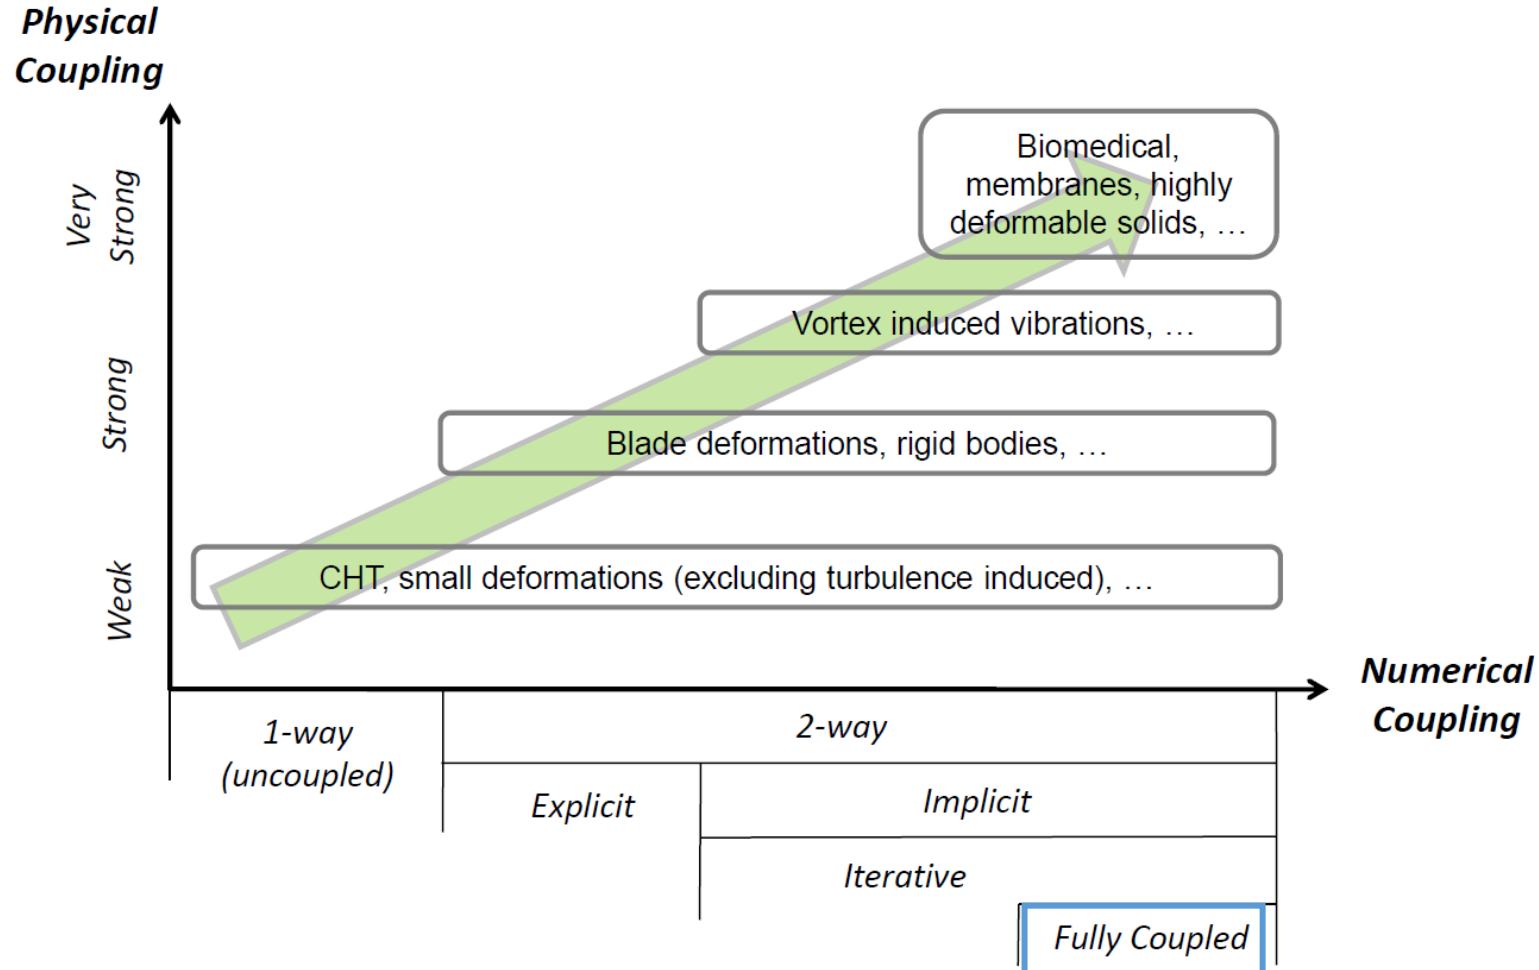 Physical
Coupling
Very
Strong
Biomedical,
membranes, highly
deformable solids, …
Vortex induced vibrations, …
Strong
Blade deformations, rigid bodies, …
Weak
CHT, small deformations (excluding turbulence induced), …
Numerical
Coupling
1-way
(uncoupled)
2-way
Explicit
Implicit
Iterative
Fully Coupled